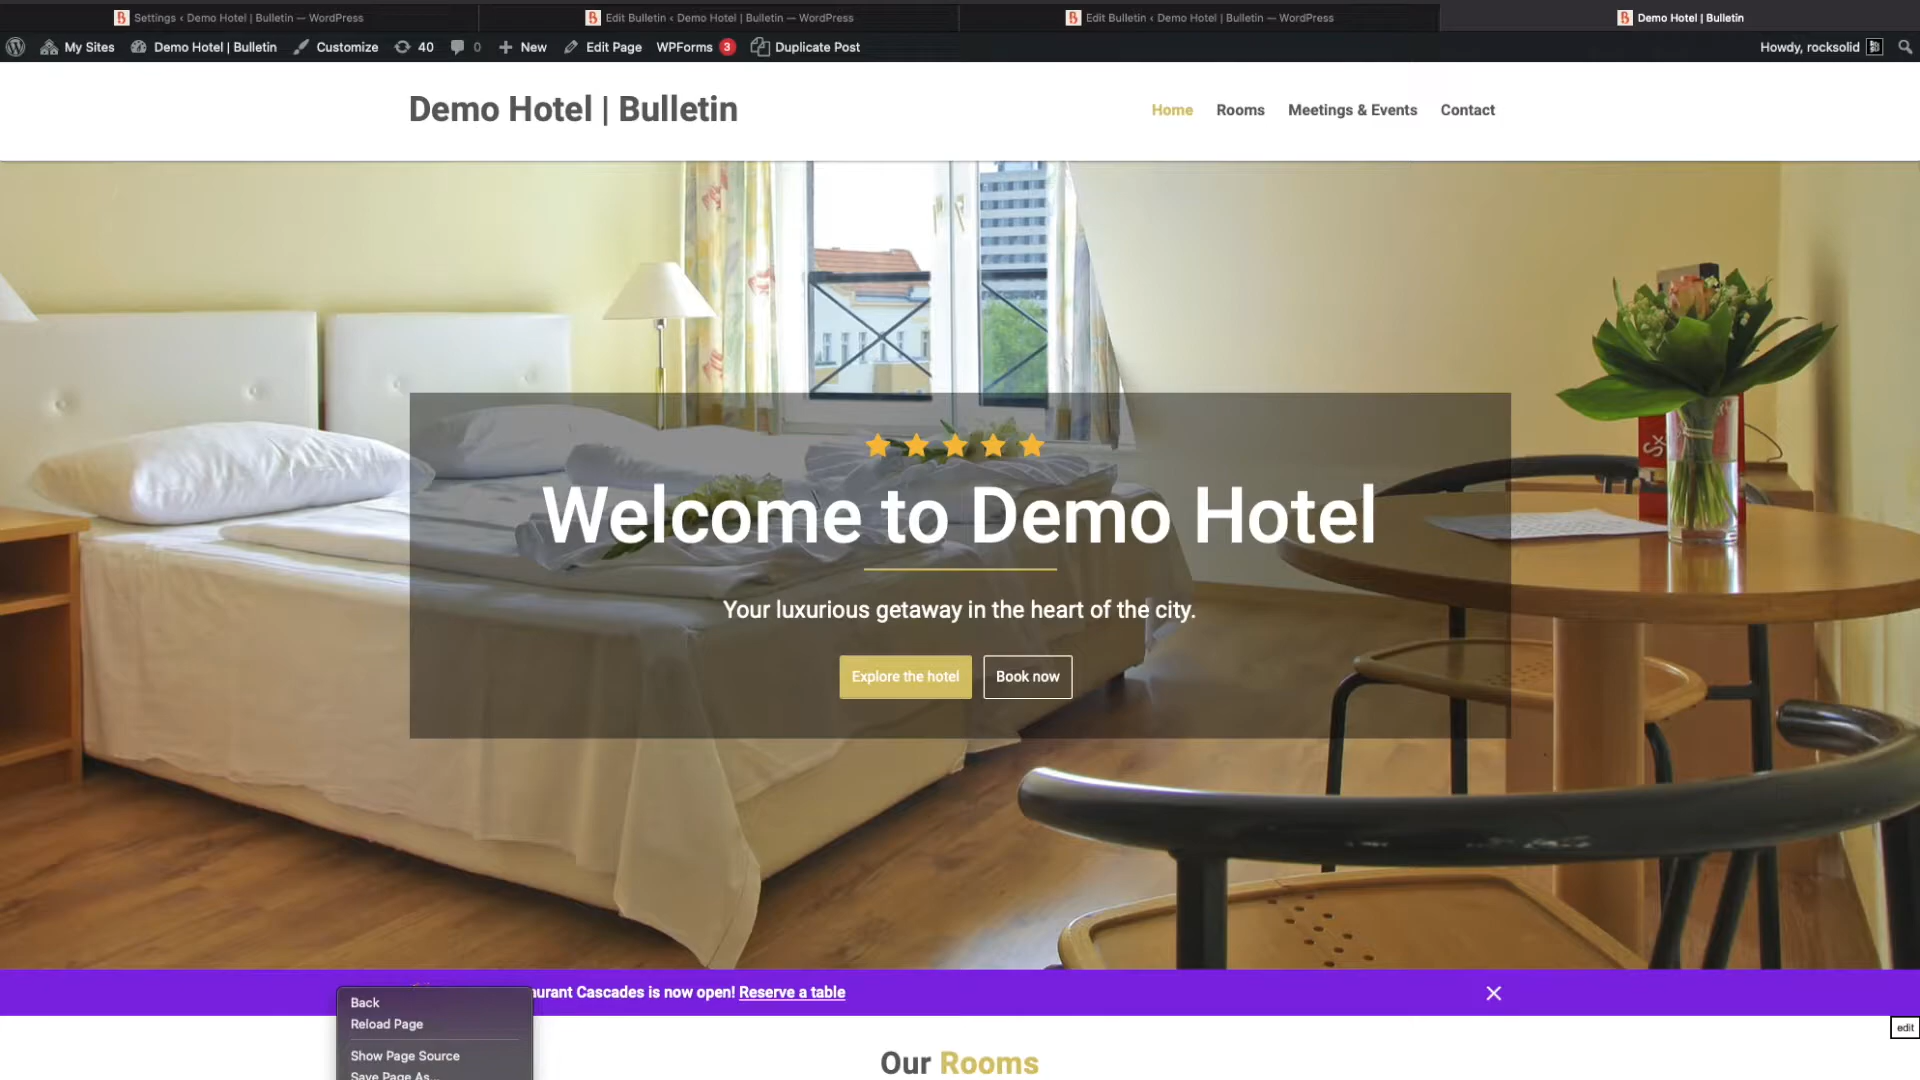 Settings ‹ Demo Hotel | Bulletin — WordPress
Edit Bulletin ‹ Demo Hotel | Bulletin — WordPress
Edit Bulletin ‹ Demo Hotel | Bulletin — WordPress
Demo Hotel | Bulletin
My Sites
Demo Hotel | Bulletin
Customize
40
0
New
Edit Page
WPForms 3
Duplicate Post
Howdy, rocksolid
Demo Hotel | Bulletin
Home
Rooms
Meetings & Events
Contact
Welcome to Demo Hotel
Your luxurious getaway in the heart of the city.
Explore the hotel
Book now
aurant Cascades is now open! Reserve a table
Back
Reload Page
Show Page Source
Save Page As...
edit
Our Rooms